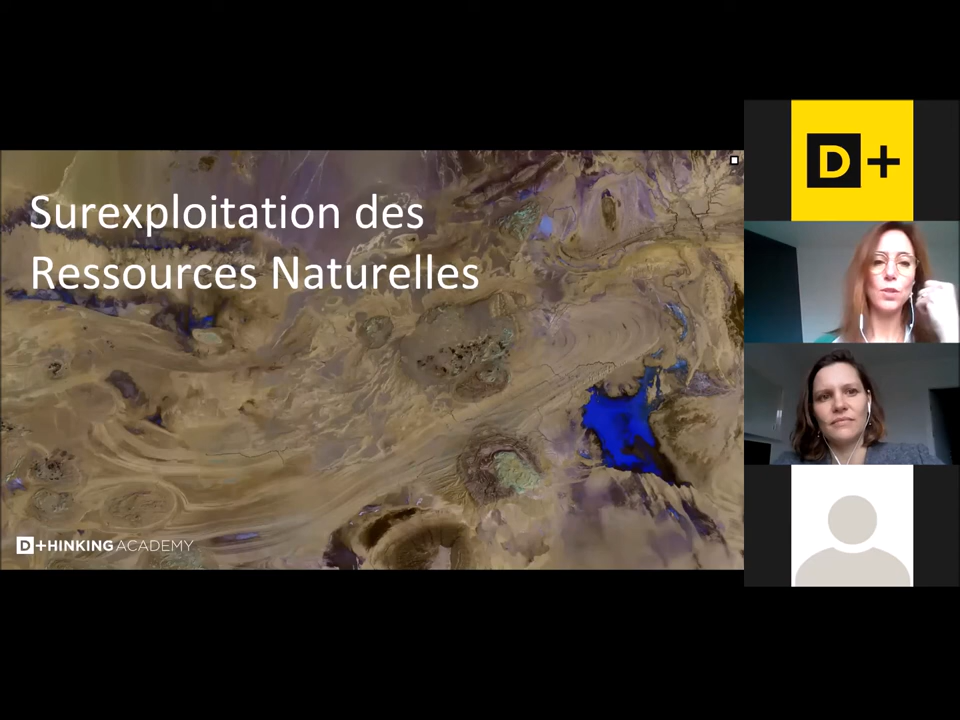 Surexploitation des
Ressources Naturelles
D+HINKING ACADEMY
D+